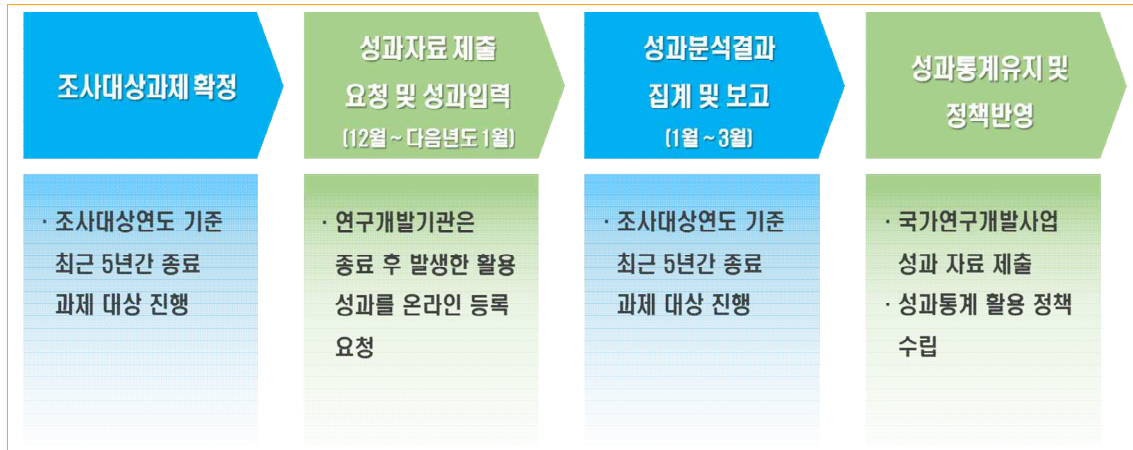 조사대상과제 확정
성과자료 제출
요청 및 성과입력
(12월 ~ 다음년도 1월)
성과분석결과
집계 및 보고
(1월 ~ 3월)
성과통계유지 및
정책반영
· 조사대상연도 기준
최근 5년간 종료
과제 대상 진행
· 연구개발기관은
종료 후 발생한 활용
성과를 온라인 등록
요청
· 조사대상연도 기준
최근 5년간 종료
과제 대상 진행
· 국가연구개발사업
성과 자료 제출
· 성과통계 활용 정책
수립